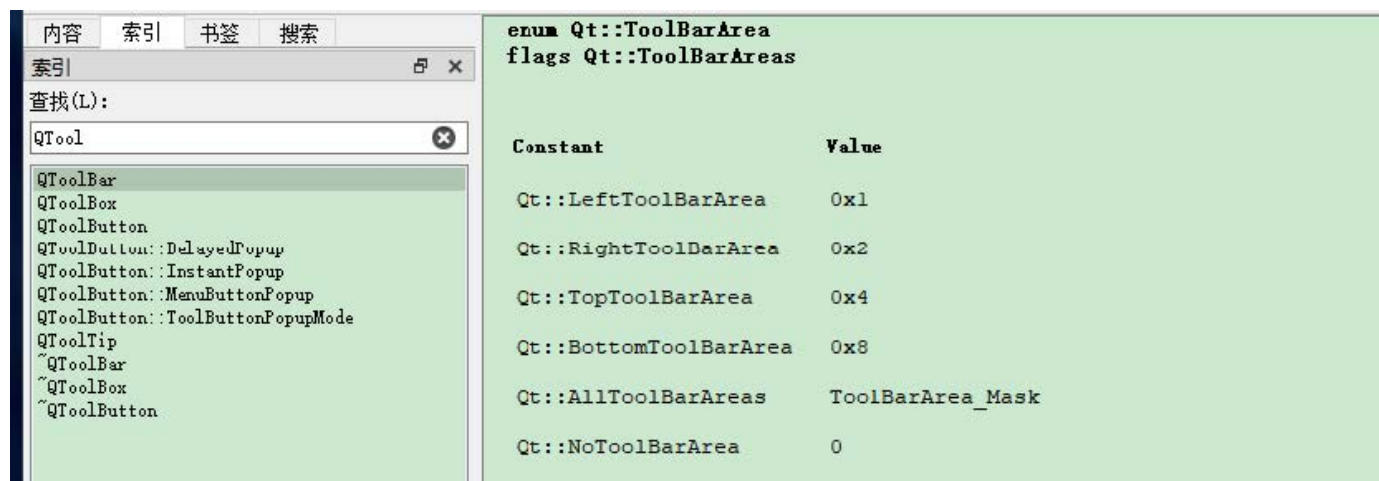 内容 索引 书签 搜索
索引
查找(L):
QTool
QToolBar
QToolBox
QToolButton
QToolButton::DelayedPopup
QToolButton::InstantPopup
QToolButton::MenuButtonPopup
QToolButton::ToolButtonPopupMode
QToolTip
~QToolBar
~QToolBox
~QToolButton
enum Qt::ToolBarArea
flags Qt::ToolBarAreas
Constant Value
Qt::LeftToolBarArea 0x1
Qt::RightToolBarArea 0x2
Qt::TopToolBarArea 0x4
Qt::BottomToolBarArea 0x8
Qt::AllToolBarAreas ToolBarArea_Mask
Qt::NoToolBarArea 0